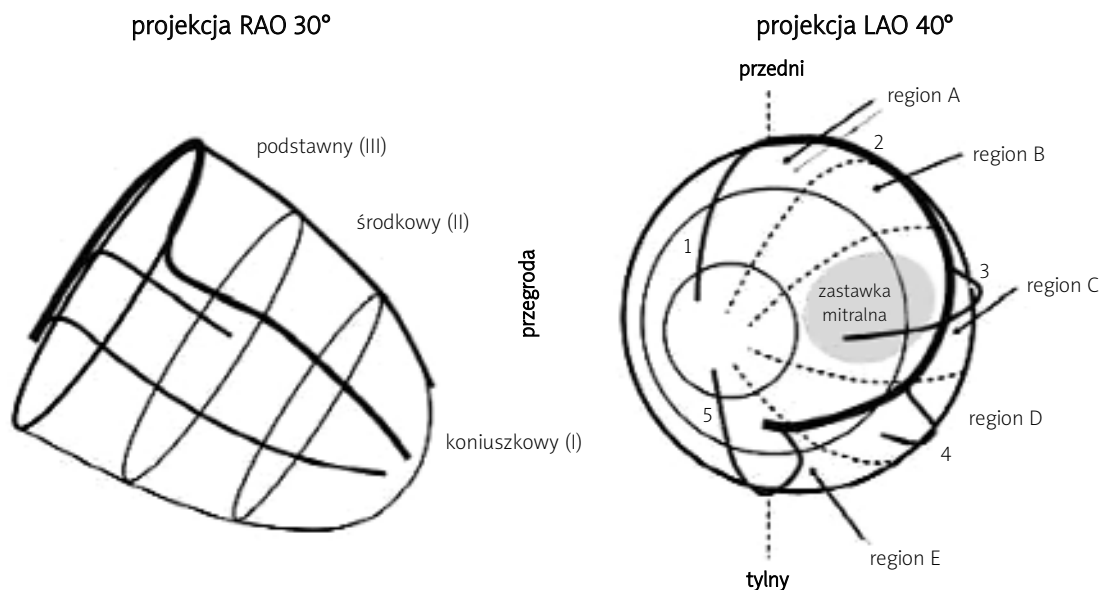 projekcja RAO 30°
podstawny (III)
środkowy (II)
koniuszkowy (I)
projekcja LAO 40°
przedni
region A
2
region B
1
przegroda
3
zastawka
mitralna
region C
5
region D
4
region E
tylny